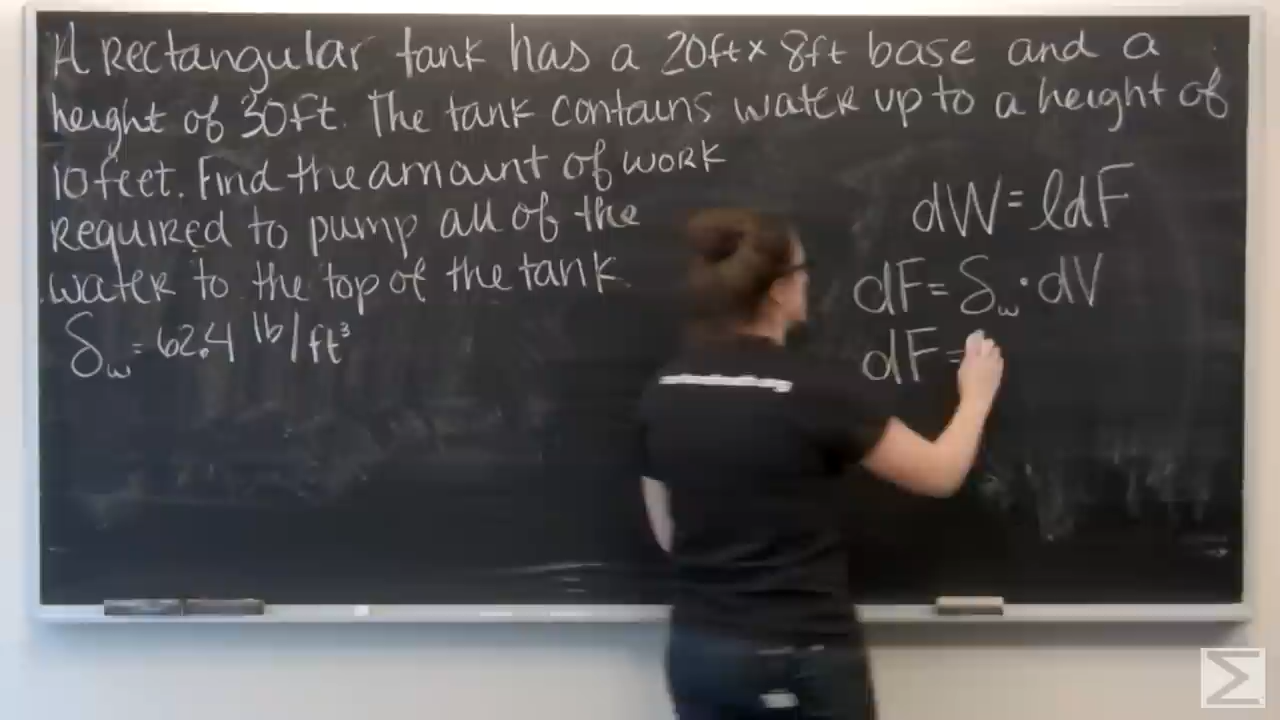 A Rectangular tank has a 20ft x 8ft base and a
height of 30ft. The tank contains water up to a height of
10 feet. Find the amount of work
required to pump all of the
water to the top of the tank.
δw = 62.4 lb/ft³
dW = ldF
dF = δw · dV
dF =
Σ